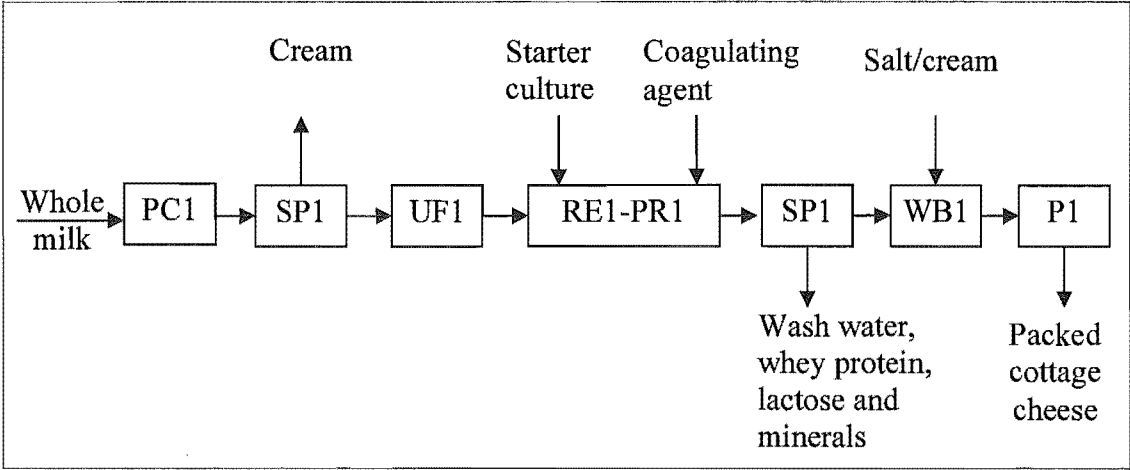 Cream
Starter
culture
Coagulating
agent
Salt/cream
Whole
milk
PC1
SP1
UF1
RE1-PR1
SP1
WB1
P1
Wash water,
whey protein,
lactose and
minerals
Packed
cottage
cheese